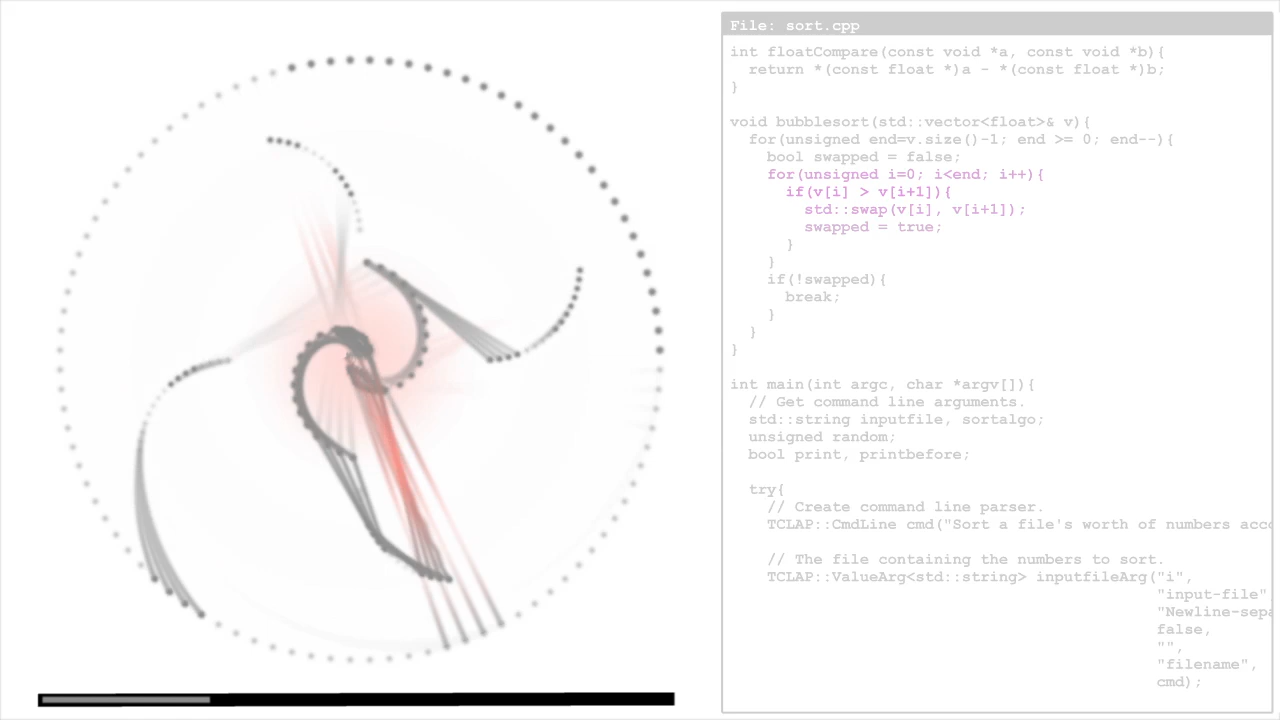 File: sort.cpp
int floatCompare(const void *a, const void *b){
  return *(const float *)a - *(const float *)b;
}

void bubblesort(std::vector<float>& v){
  for(unsigned end=v.size()-1; end >= 0; end--){
    bool swapped = false;
    for(unsigned i=0; i<end; i++){
      if(v[i] > v[i+1]){
        std::swap(v[i], v[i+1]);
        swapped = true;
      }
    }
    if(!swapped){
      break;
    }
  }
}

int main(int argc, char *argv[]){
  // Get command line arguments.
  std::string inputfile, sortalgo;
  unsigned random;
  bool print, printbefore;

  try{
    // Create command line parser.
    TCLAP::CmdLine cmd("Sort a file's worth of numbers acc

    // The file containing the numbers to sort.
    TCLAP::ValueArg<std::string> inputfileArg("i",
                                              "input-file"
                                              "Newline-sep
                                              false,
                                              "",
                                              "filename",
                                              cmd);